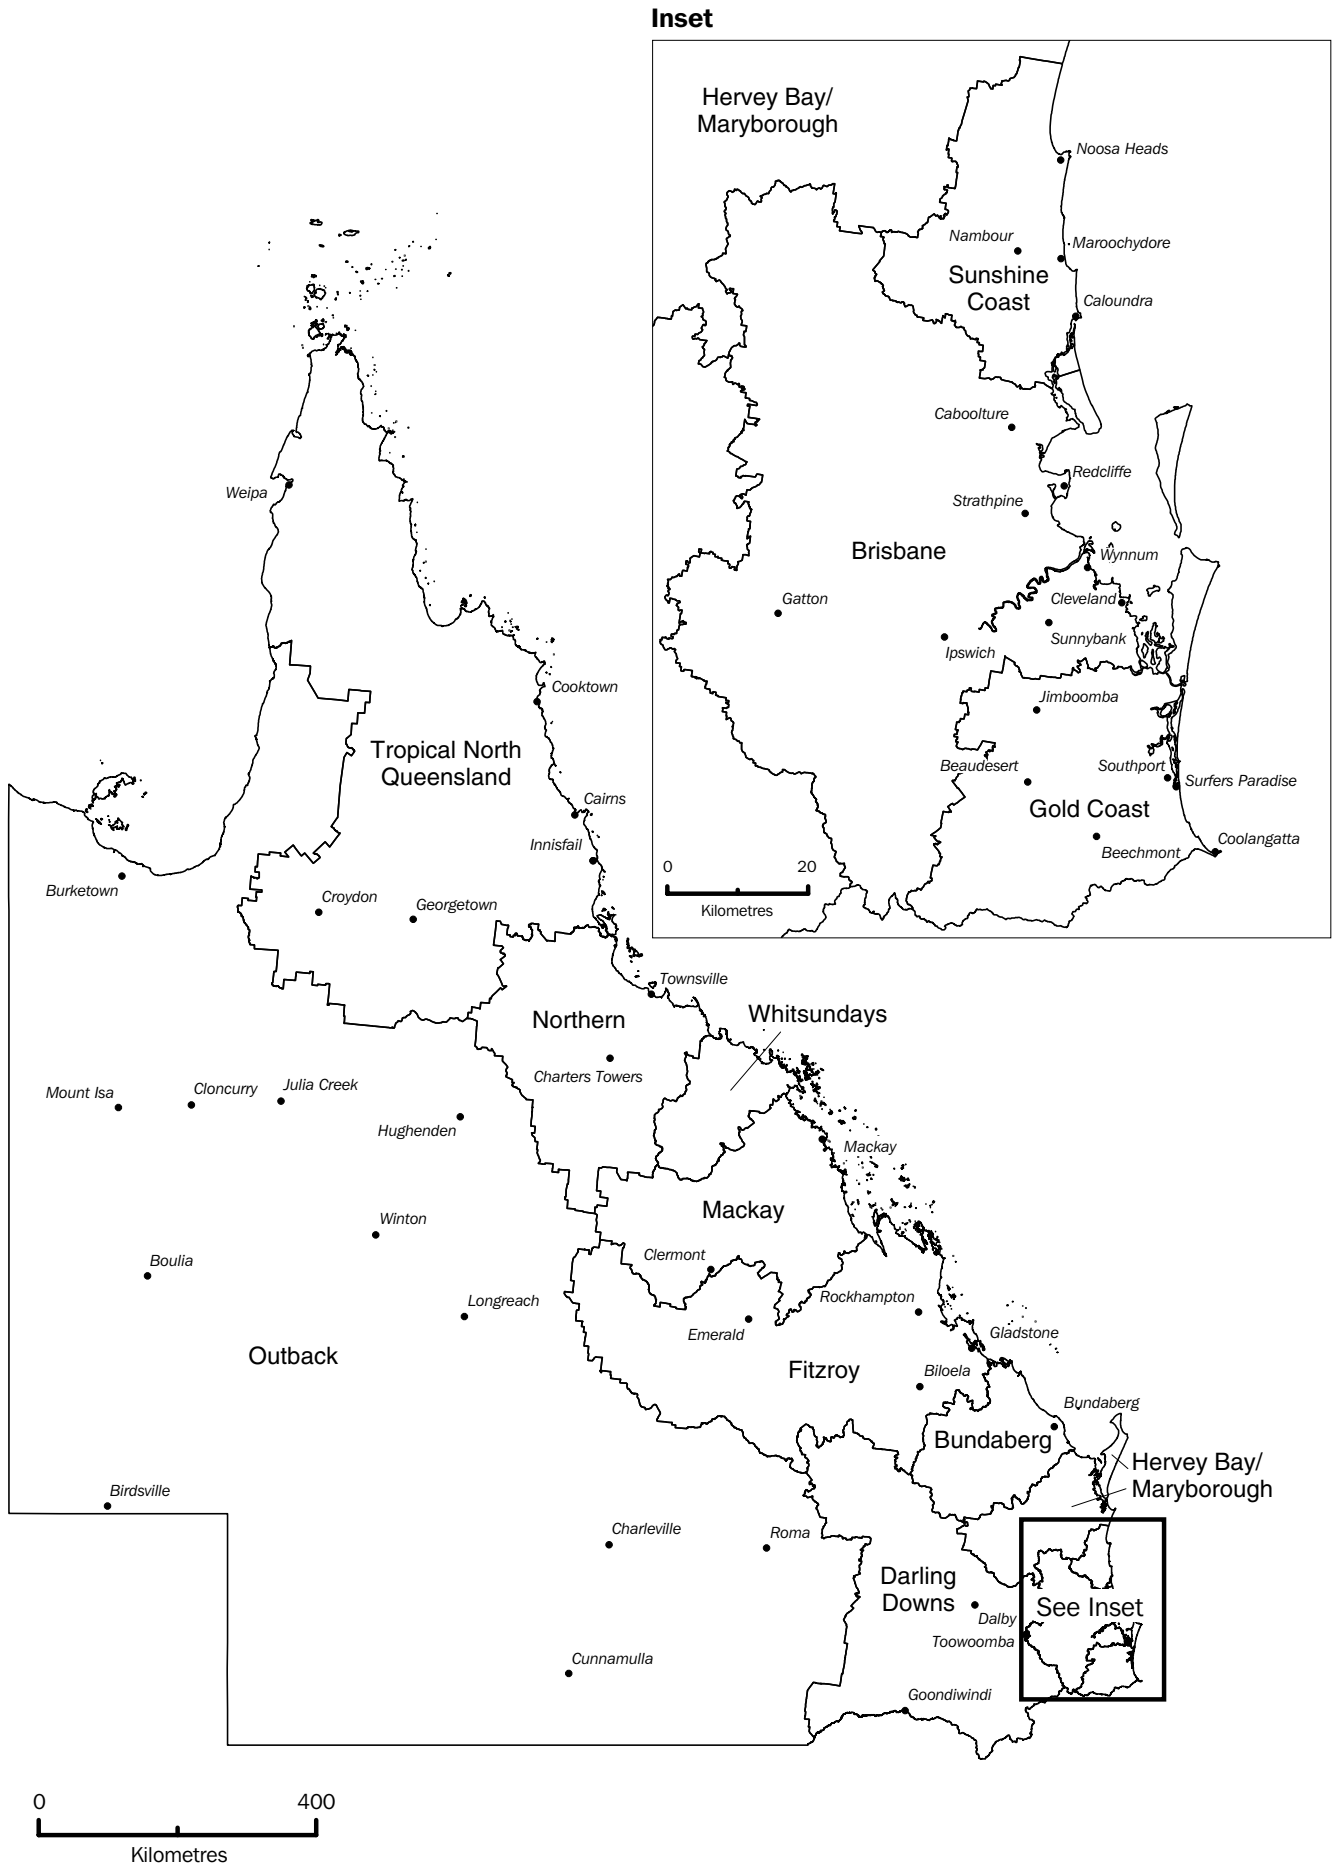 Inset
Hervey Bay/
Maryborough
Noosa Heads
Nambour
Maroochydore
Sunshine
Coast
Caloundra
Caboolture
Redcliffe
Strathpine
Brisbane
Wynnum
Gatton
Cleveland
Sunnybank
Ipswich
Jimboomba
Beaudesert
Southport
Surfers Paradise
Gold Coast
Coolangatta
Beechmont
0 20
Kilometres
Weipa
Cooktown
Tropical North
Queensland
Cairns
Innisfail
Burketown
Croydon
Georgetown
Townsville
Northern
Whitsundays
Charters Towers
Mount Isa
Cloncurry
Julia Creek
Hughenden
Mackay
Winton
Mackay
Clermont
Boulia
Longreach
Rockhampton
Emerald
Gladstone
Outback
Fitzroy
Biloela
Bundaberg
Bundaberg
Hervey Bay/
Maryborough
Birdsville
Charleville
Roma
Darling
Downs
See Inset
Dalby
Toowoomba
Cunnamulla
Goondiwindi
0 400
Kilometres